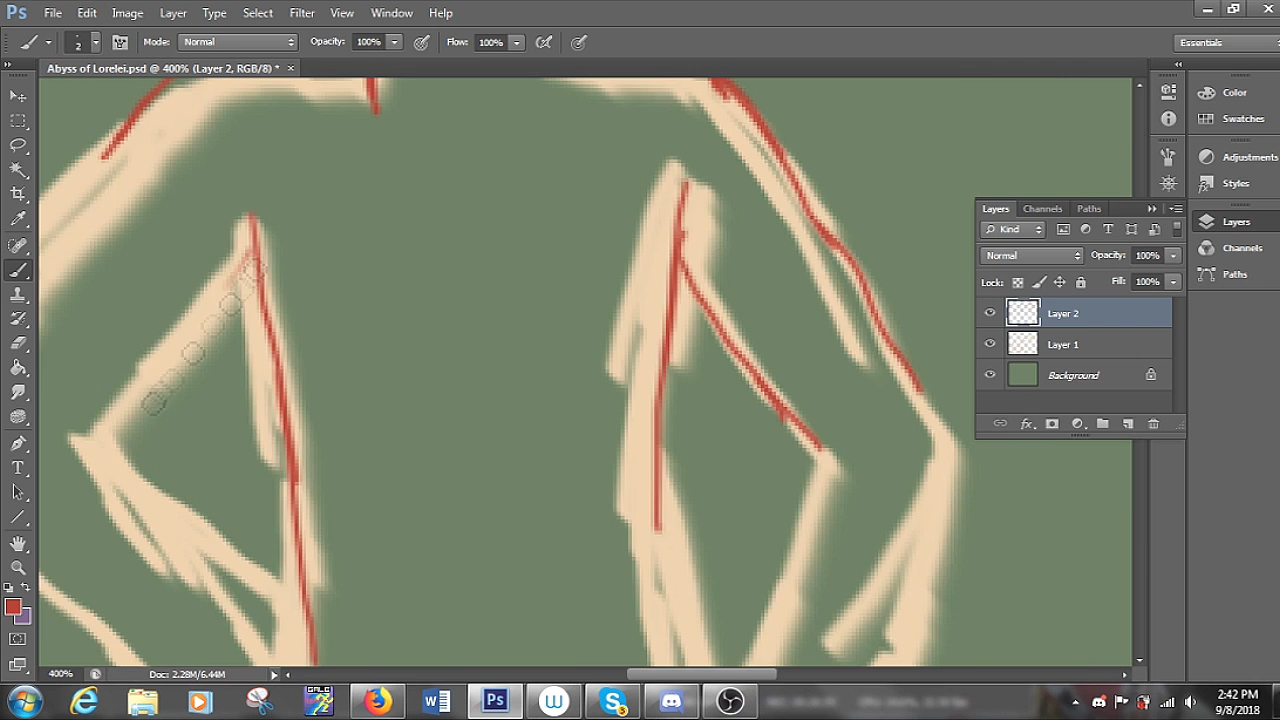 Ps File Edit Image Layer Type Select Filter View Window Help
2 Mode: Normal Opacity: 100% Flow: 100% Essentials
Abyss of Lorelei.psd @ 400% (Layer 2, RGB/8) * ×
Color
Swatches
Adjustments
Styles
Layers
Channels
Paths
Layers Channels Paths
Kind
Normal Opacity: 100%
Lock: Fill: 100%
Layer 2
Layer 1
Background
fx
400% Doc: 2.28M/6.44M
2:42 PM
9/8/2018